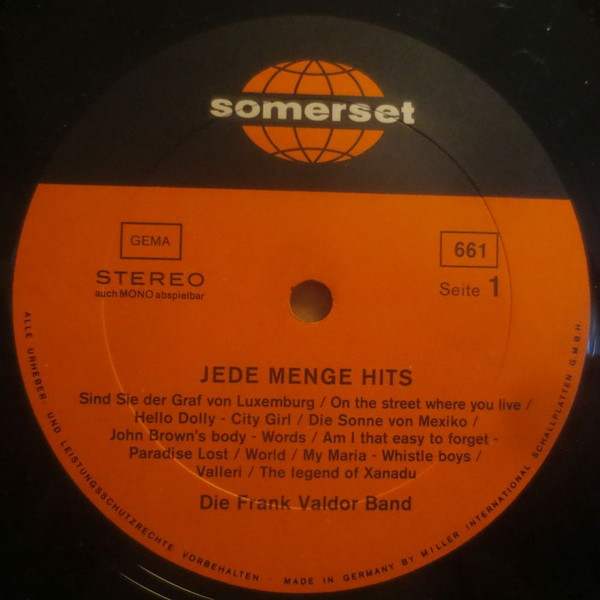 somerset
GEMA
STEREO
auch MONO abspielbar
661
Seite 1
JEDE MENGE HITS
Sind Sie der Graf von Luxemburg / On the street where you live /
Hello Dolly - City Girl / Die Sonne von Mexiko /
John Brown's body - Words / Am I that easy to forget -
Paradise Lost / World / My Maria - Whistle boys /
Valleri / The legend of Xanadu
Die Frank Valdor Band
ALLE URHEBER- UND LEISTUNGSSCHUTZRECHTE VORBEHALTEN - MADE IN GERMANY BY MILLER INTERNATIONAL SCHALLPLATTEN G.M.B.H.